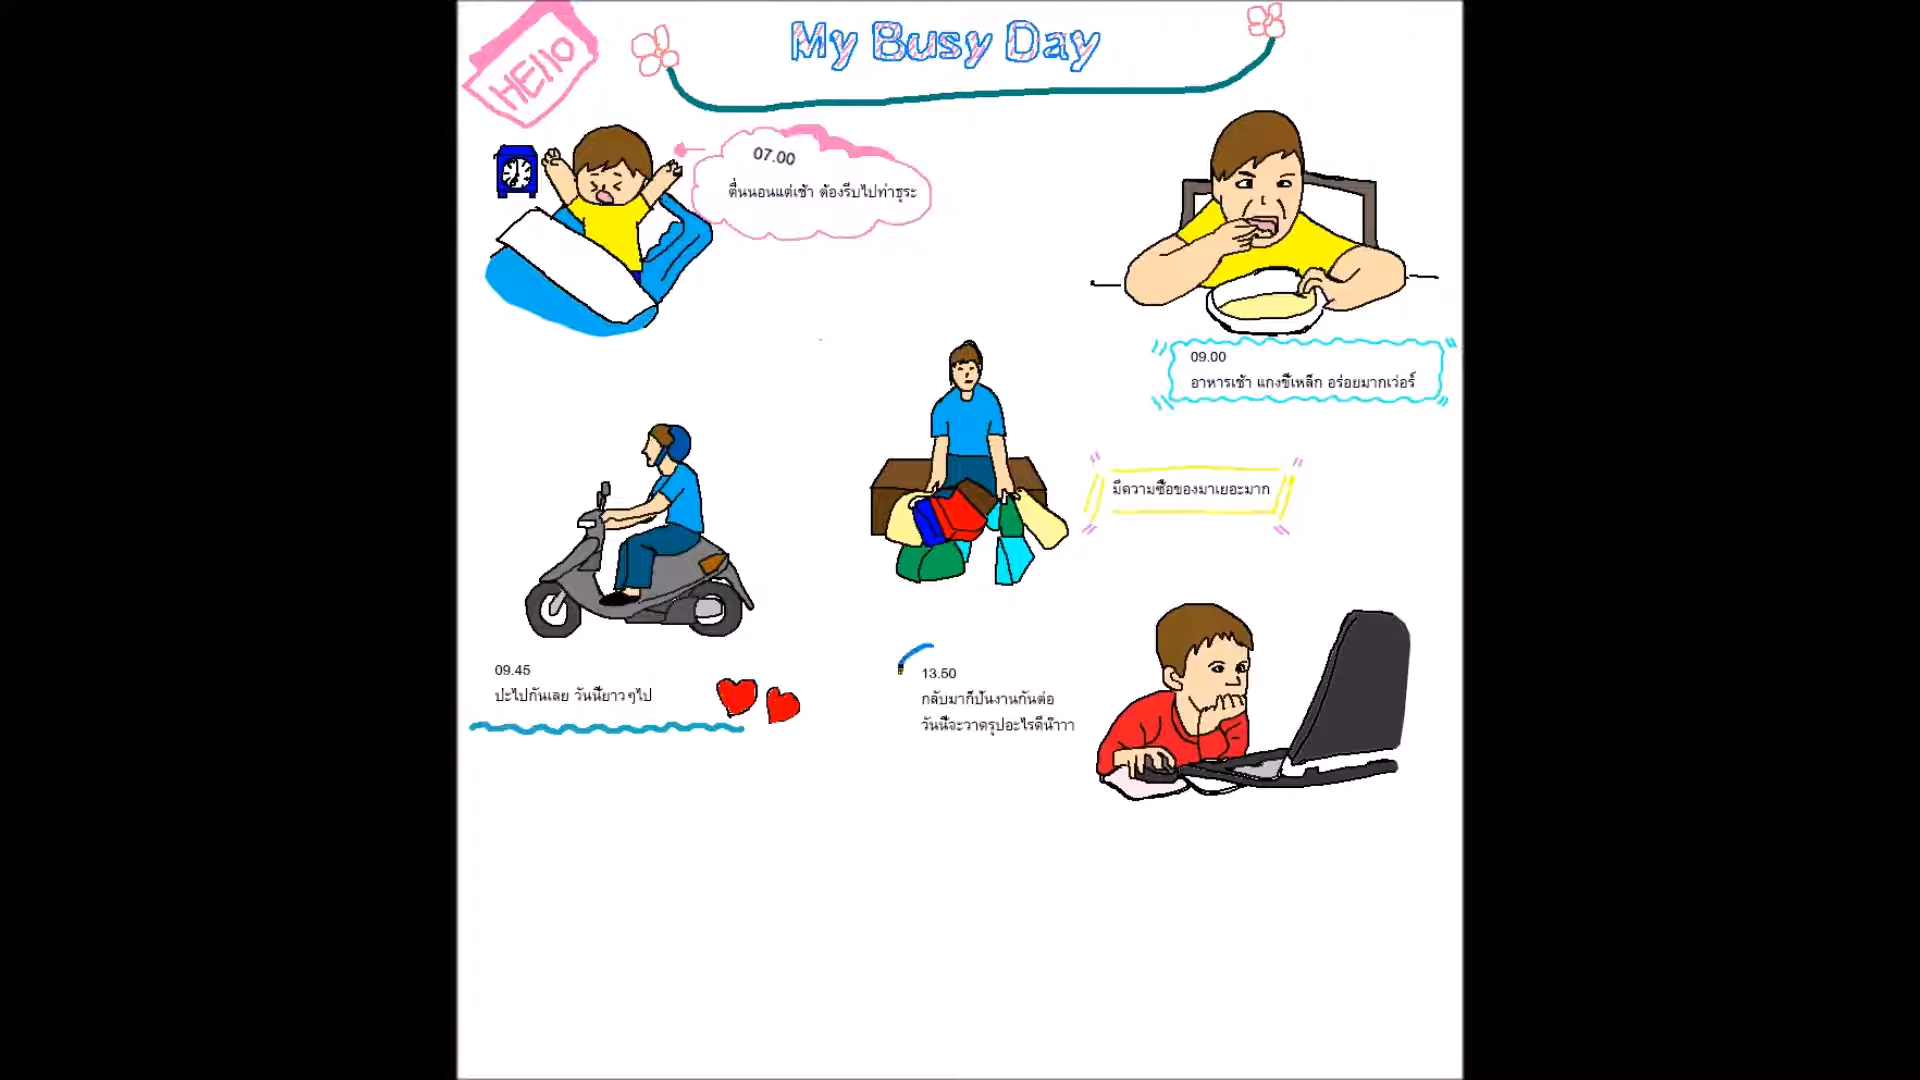 HEllO
My Busy Day
07.00
ตื่นนอนแต่เช้า ต้องรีบไปทำธุระ
09.00
อาหารเช้า แกงขี้เหล็ก อร่อยมากเว่อร์
มีความซื้อของมาเยอะมาก
09.45
ปะไปกันเลย วันนี้ยาวๆไป
13.50
กลับมาก็ปั่นงานกันต่อ
วันนี้จะวาดรุปอะไรดีน๊าาา